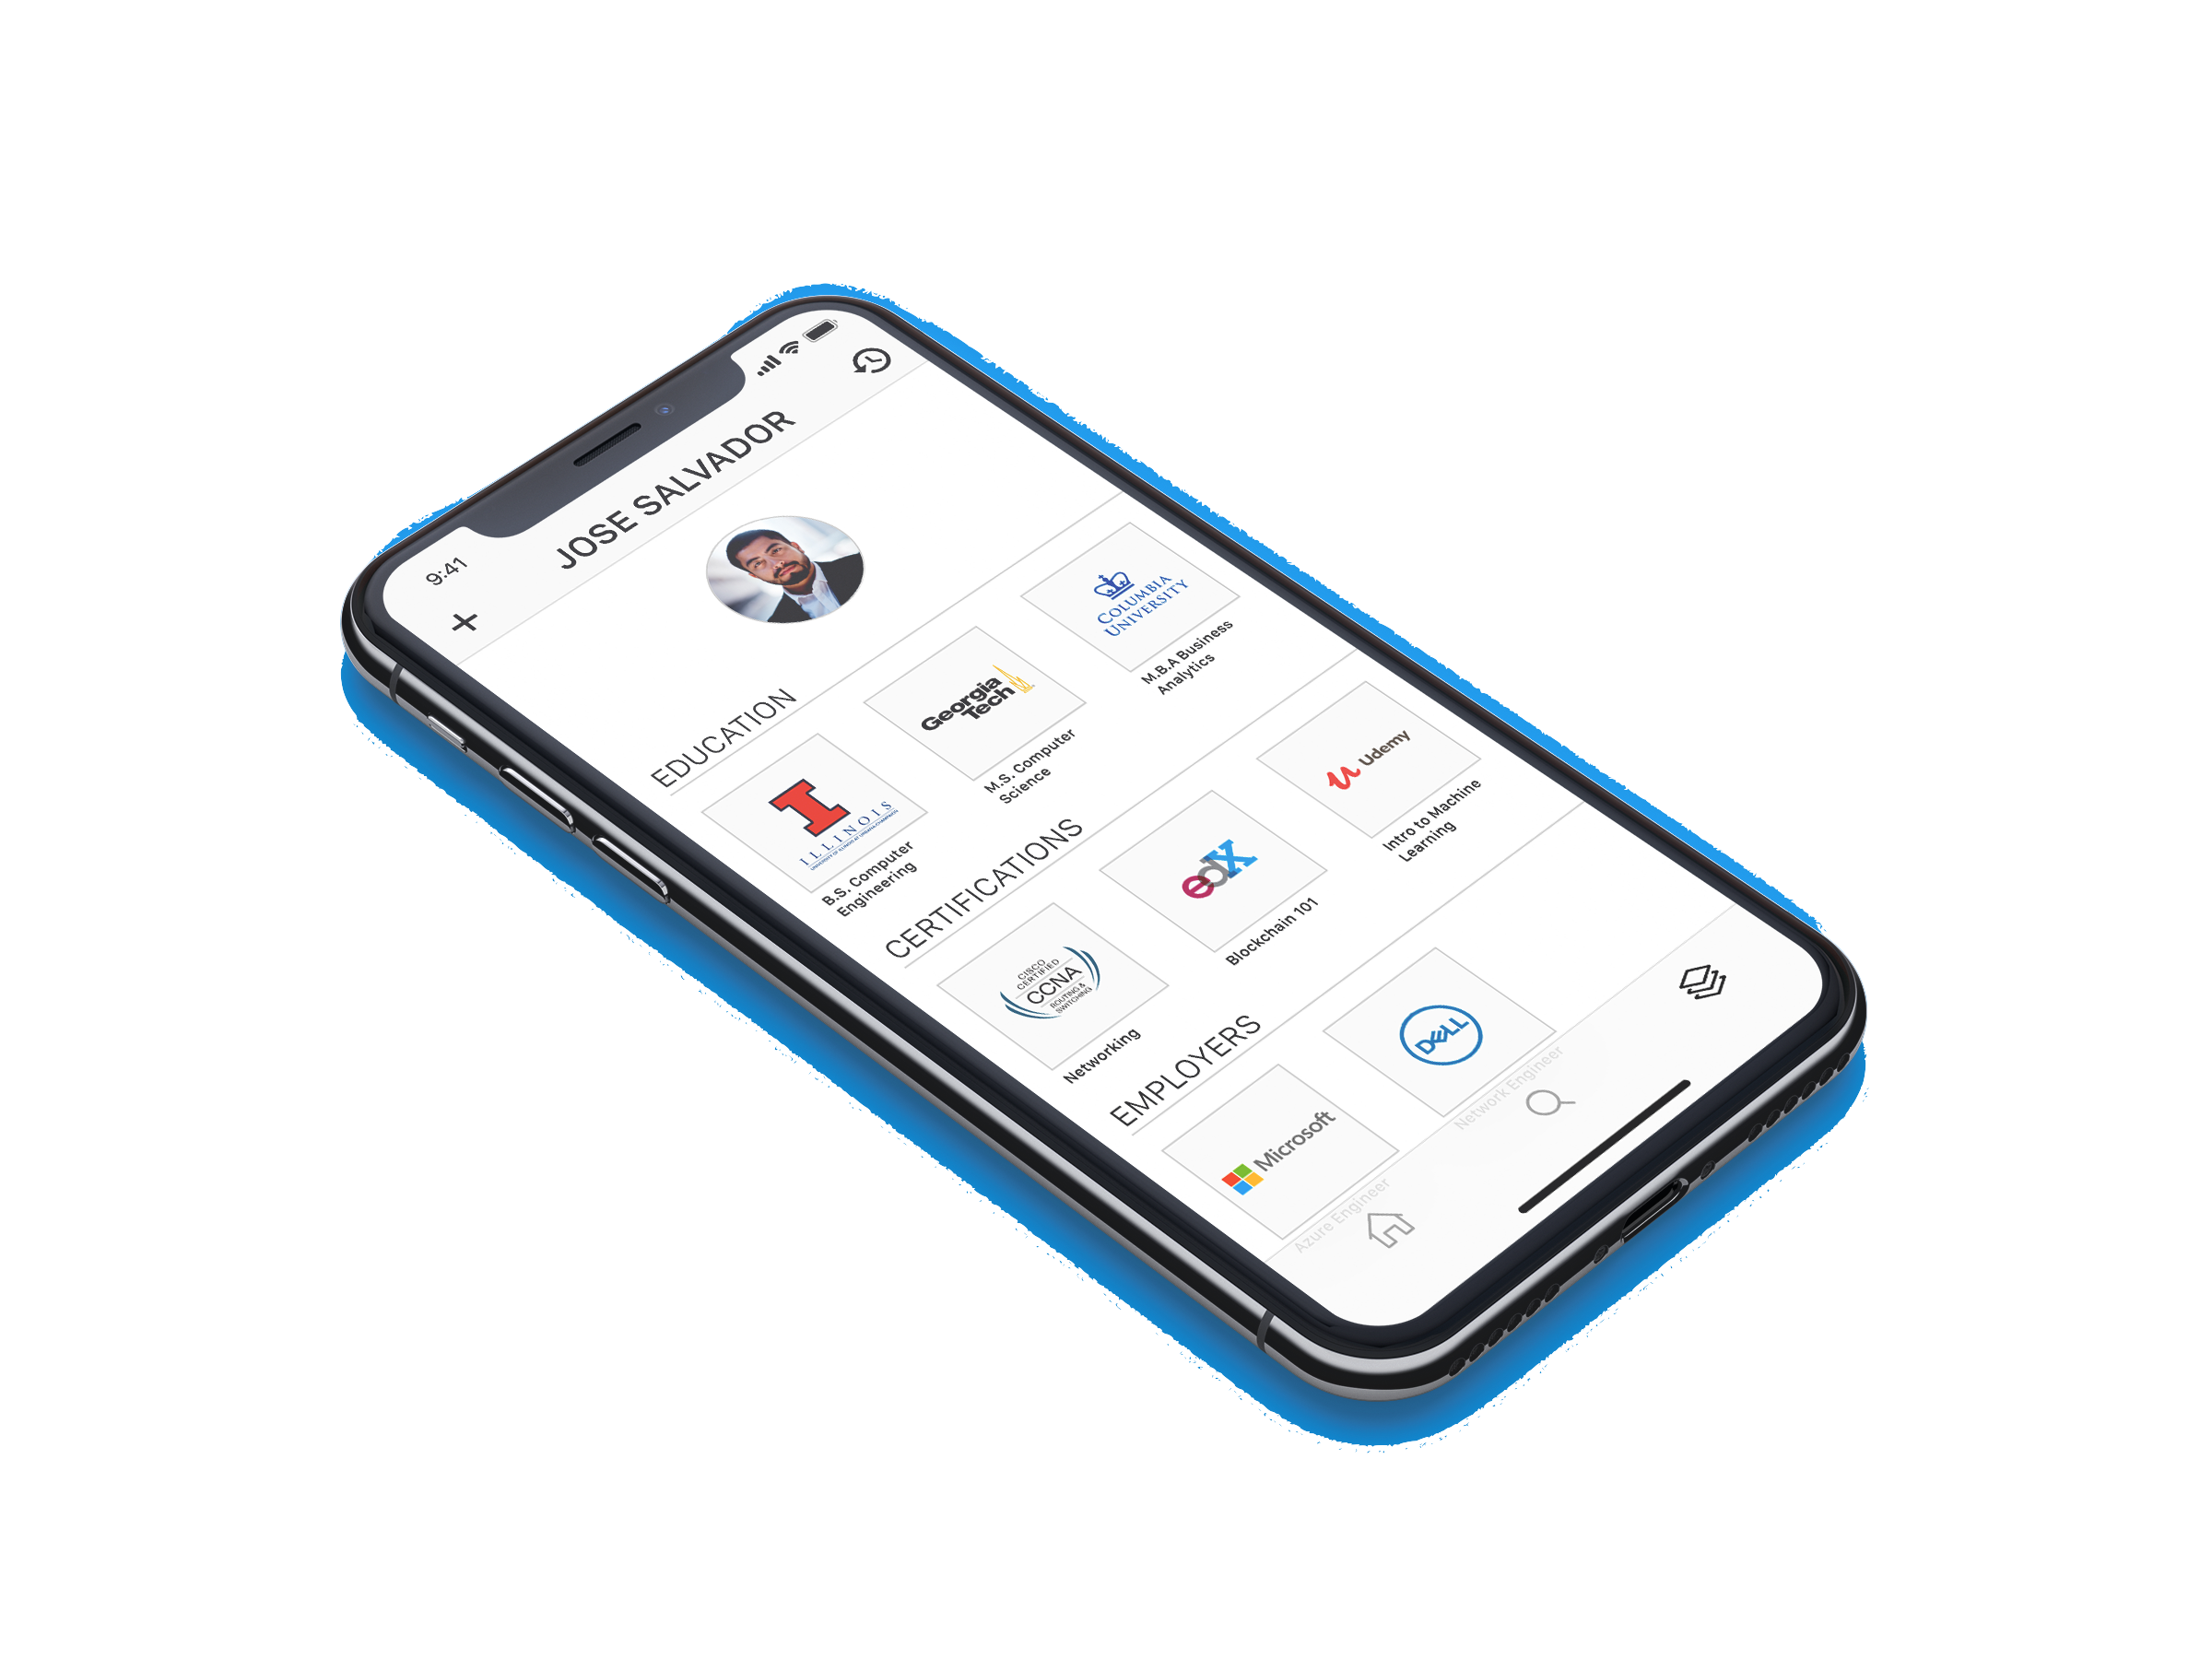 9:41
JOSE SALVADOR
EDUCATION
ILLINOIS
UNIVERSITY OF ILLINOIS AT URBANA-CHAMPAIGN
B.S. Computer
Engineering
Georgia
Tech
M.S. Computer
Science
COLUMBIA
UNIVERSITY
M.B.A Business
Analytics
CERTIFICATIONS
CISCO
CERTIFIED
CCNA
ROUTING &
SWITCHING
Networking
edX
Blockchain 101
Udemy
Intro to Machine
Learning
EMPLOYERS
Microsoft
Azure Engineer
DELL
Network Engineer